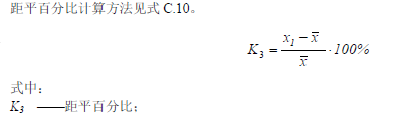 距平百分比计算方法见式 C.10。
K₃ = (x₁ − x̄) / x̄ · 100%
式中：
K₃ ——距平百分比；